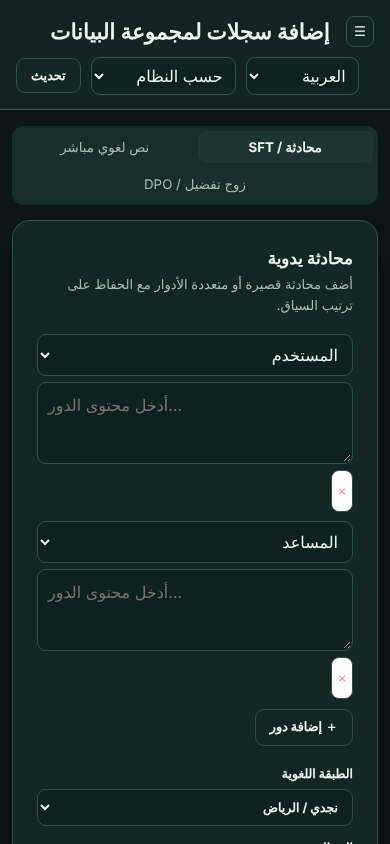 ☰
إضافة سجلات لمجموعة البيانات
العربية
حسب النظام
تحديث
محادثة / SFT
نص لغوي مباشر
زوج تفضيل / DPO
محادثة يدوية
أضف محادثة قصيرة أو متعددة الأدوار مع الحفاظ على
ترتيب السياق.
المستخدم
أدخل محتوى الدور...
×
المساعد
أدخل محتوى الدور...
×
+ إضافة دور
الطبقة اللغوية
نجدي / الرياض